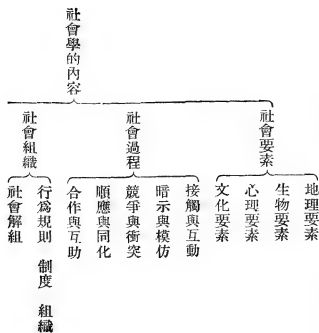 社會學的內容
社會要素
地理要素
生物要素
心理要素
文化要素
社會過程
接觸與互動
暗示與模仿
競爭與衝突
順應與同化
合作與互助
社會組織
行為規則　制度　組織
社會解組